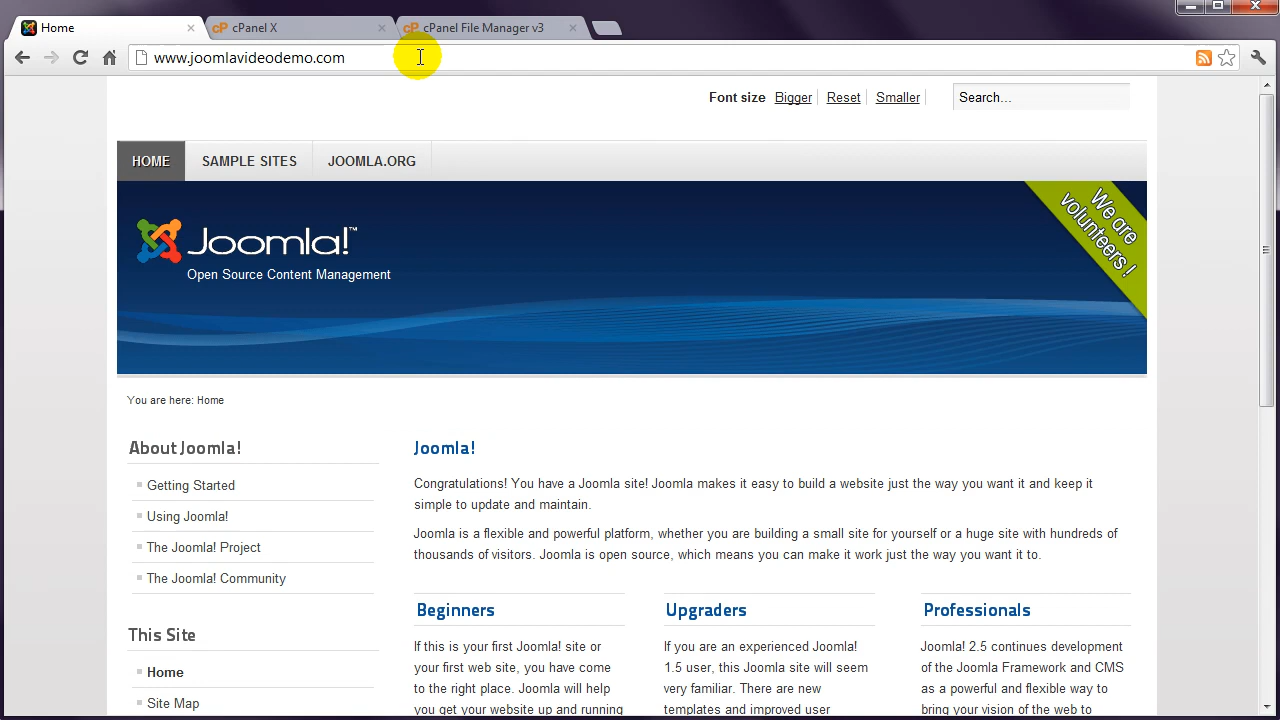 Home
cPanel X
cPanel File Manager v3
www.joomlavideodemo.com
Font size Bigger Reset Smaller Search...
HOME SAMPLE SITES JOOMLA.ORG
We are
volunteers !
Joomla!™
Open Source Content Management
You are here: Home
About Joomla!
Getting Started
Using Joomla!
The Joomla! Project
The Joomla! Community
This Site
Home
Site Map
Joomla!
Congratulations! You have a Joomla site! Joomla makes it easy to build a website just the way you want it and keep it
simple to update and maintain.
Joomla is a flexible and powerful platform, whether you are building a small site for yourself or a huge site with hundreds of
thousands of visitors. Joomla is open source, which means you can make it work just the way you want it to.
Beginners
If this is your first Joomla! site or
your first web site, you have come
to the right place. Joomla will help
you get your website up and running
Upgraders
If you are an experienced Joomla!
1.5 user, this Joomla site will seem
very familiar. There are new
templates and improved user
Professionals
Joomla! 2.5 continues development
of the Joomla Framework and CMS
as a powerful and flexible way to
bring your vision of the web to